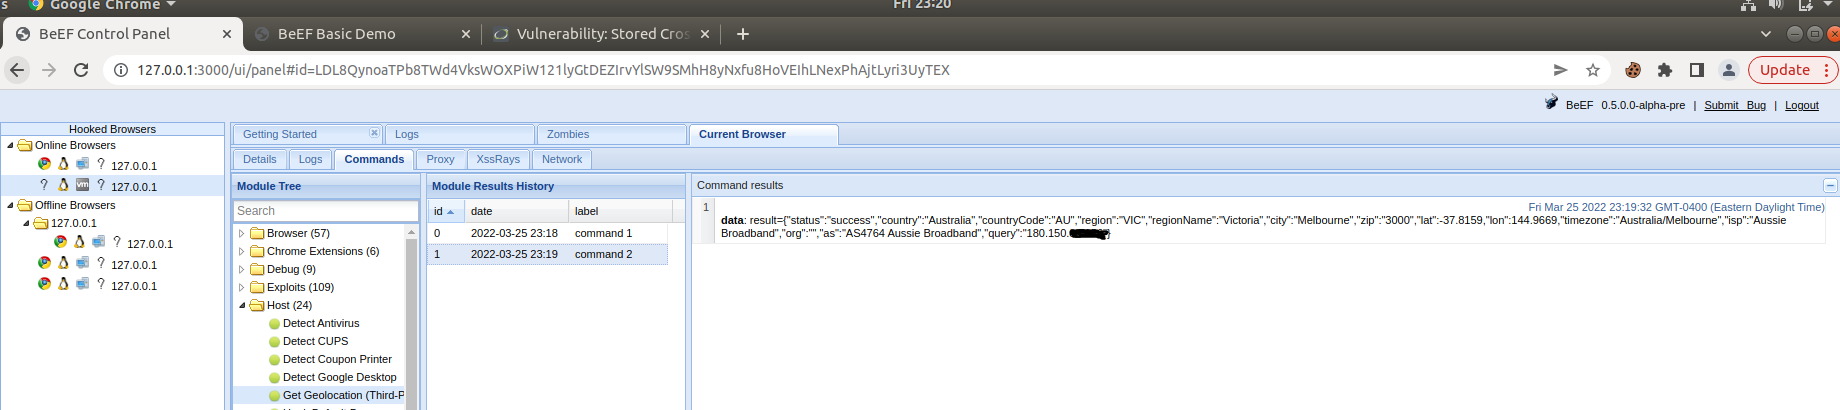 s Google Chrome Fri 23:20
BeEF Control Panel BeEF Basic Demo Vulnerability: Stored Cros
127.0.0.1:3000/ui/panel#id=LDL8QynoaTPb8TWd4VksWOXPiW121lyGtDEZIrvYlSW9SMhH8yNxfu8HoVEIhLNexPhAjtLyri3UyTEX Update
BeEF 0.5.0.0-alpha-pre | Submit Bug | Logout
Hooked Browsers
Online Browsers
? 127.0.0.1
? vm ? 127.0.0.1
Offline Browsers
127.0.0.1
? 127.0.0.1
? 127.0.0.1
? 127.0.0.1
Getting Started Logs Zombies Current Browser
Details Logs Commands Proxy XssRays Network
Module Tree
Search
Browser (57)
Chrome Extensions (6)
Debug (9)
Exploits (109)
Host (24)
Detect Antivirus
Detect CUPS
Detect Coupon Printer
Detect Google Desktop
Get Geolocation (Third-P
Module Results History
id date label
0 2022-03-25 23:18 command 1
1 2022-03-25 23:19 command 2
Command results
1 Fri Mar 25 2022 23:19:32 GMT-0400 (Eastern Daylight Time)
data: result={"status":"success","country":"Australia","countryCode":"AU","region":"VIC","regionName":"Victoria","city":"Melbourne","zip":"3000","lat":-37.8159,"lon":144.9669,"timezone":"Australia/Melbourne","isp":"Aussie
Broadband","org":"","as":"AS4764 Aussie Broadband","query":"180.150.